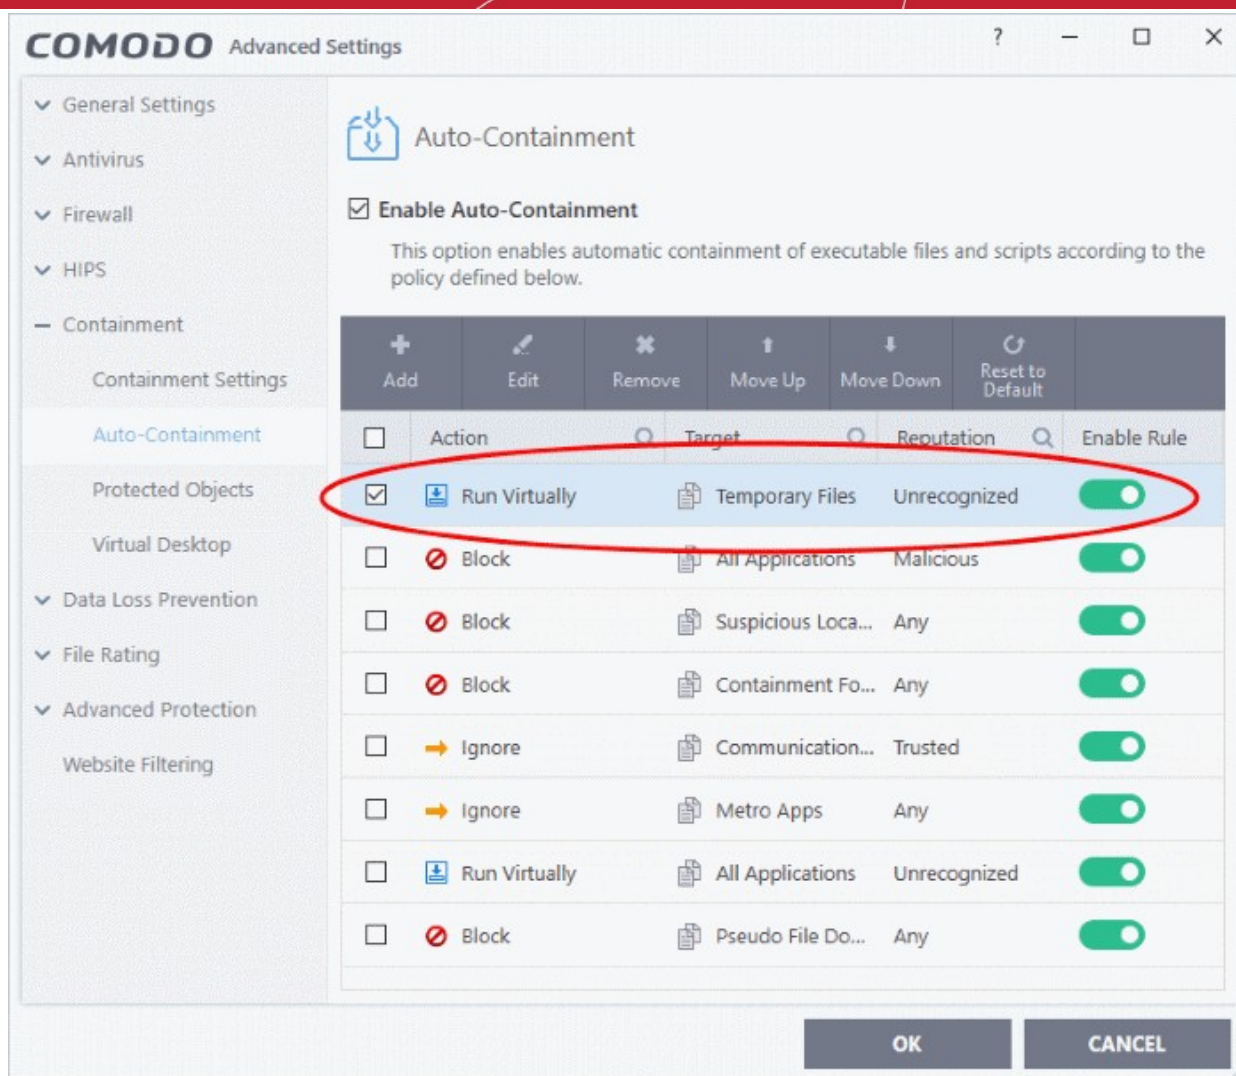 COMODO Advanced Settings ?
General Settings
Antivirus
Firewall
HIPS
Containment
Containment Settings
Auto-Containment
Protected Objects
Virtual Desktop
Data Loss Prevention
File Rating
Advanced Protection
Website Filtering
Auto-Containment
Enable Auto-Containment
This option enables automatic containment of executable files and scripts according to the
policy defined below.
Add Edit Remove Move Up Move Down Reset to
Default
Action Target Reputation Enable Rule
Run Virtually Temporary Files Unrecognized
Block All Applications Malicious
Block Suspicious Loca... Any
Block Containment Fo... Any
Ignore Communication... Trusted
Ignore Metro Apps Any
Run Virtually All Applications Unrecognized
Block Pseudo File Do... Any
OK CANCEL